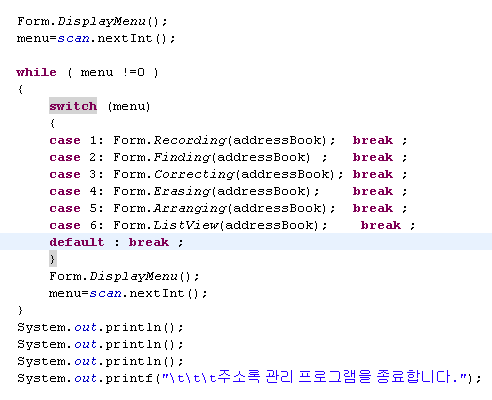 Form.DisplayMenu();
menu=scan.nextInt();
while ( menu !=0 )
{
switch (menu)
{
case 1: Form.Recording(addressBook);  break ;
case 2: Form.Finding(addressBook) ;   break ;
case 3: Form.Correcting(addressBook); break ;
case 4: Form.Erasing(addressBook);    break ;
case 5: Form.Arranging(addressBook);  break ;
case 6: Form.ListView(addressBook);    break ;
default : break ;
}
Form.DisplayMenu();
menu=scan.nextInt();
}
System.out.println();
System.out.println();
System.out.println();
System.out.printf("\t\t\t주소록 관리 프로그램을 종료합니다.");